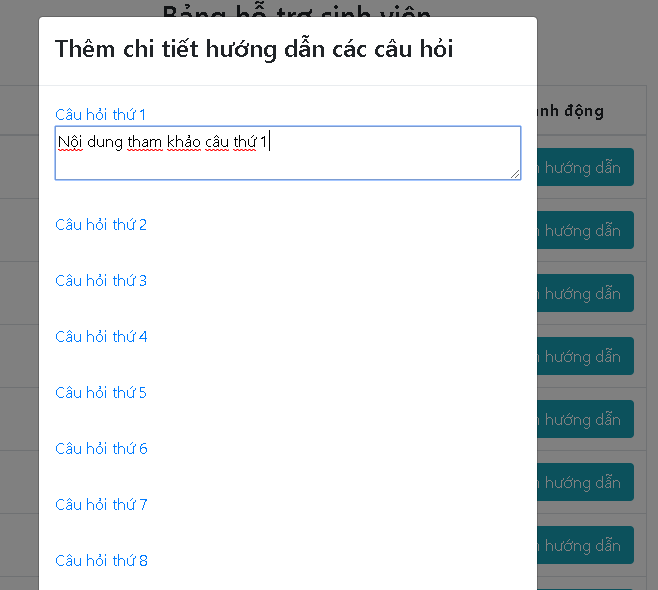 Bảng hỗ trợ sinh viên
Thêm chi tiết hướng dẫn các câu hỏi
Câu hỏi thứ 1
Nôi dung tham khảo câu thứ 1
Câu hỏi thứ 2
Câu hỏi thứ 3
Câu hỏi thứ 4
Câu hỏi thứ 5
Câu hỏi thứ 6
Câu hỏi thứ 7
Câu hỏi thứ 8
động
hướng dẫn
hướng dẫn
hướng dẫn
hướng dẫn
hướng dẫn
hướng dẫn
hướng dẫn